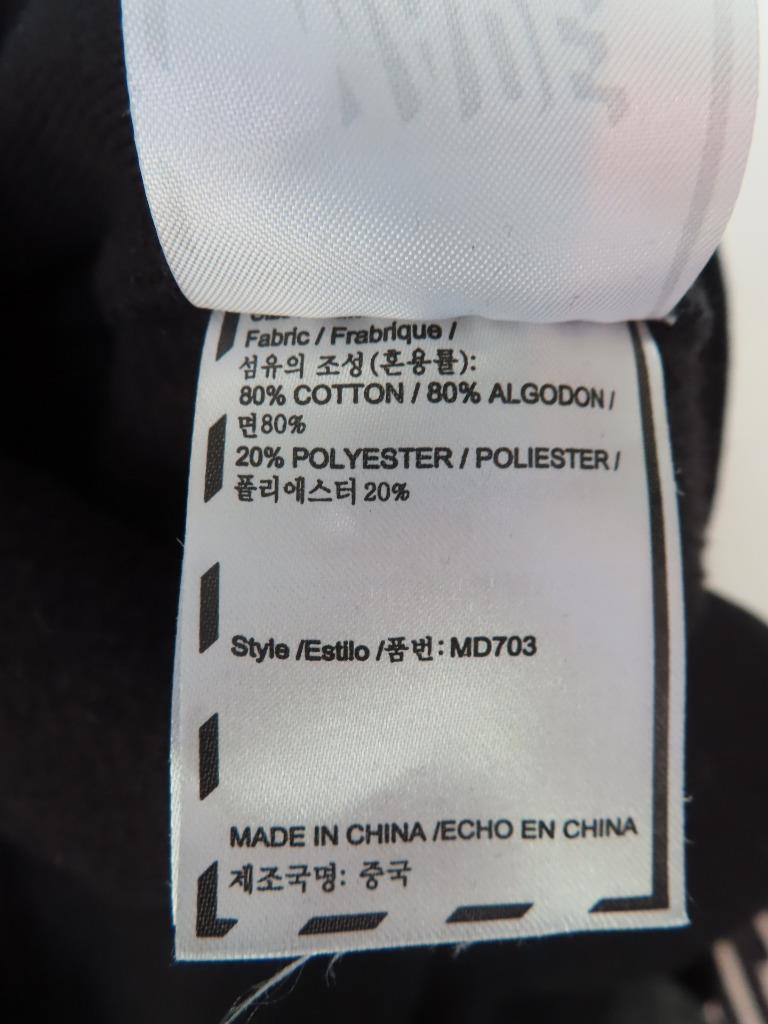 Fabric / Frabrique /
섬유의 조성(혼용률):
80% COTTON / 80% ALGODON /
면80%
20% POLYESTER / POLIESTER /
폴리애스터 20%
Style /Estilo /품번: MD703
MADE IN CHINA /ECHO EN CHINA
제조국명: 중국